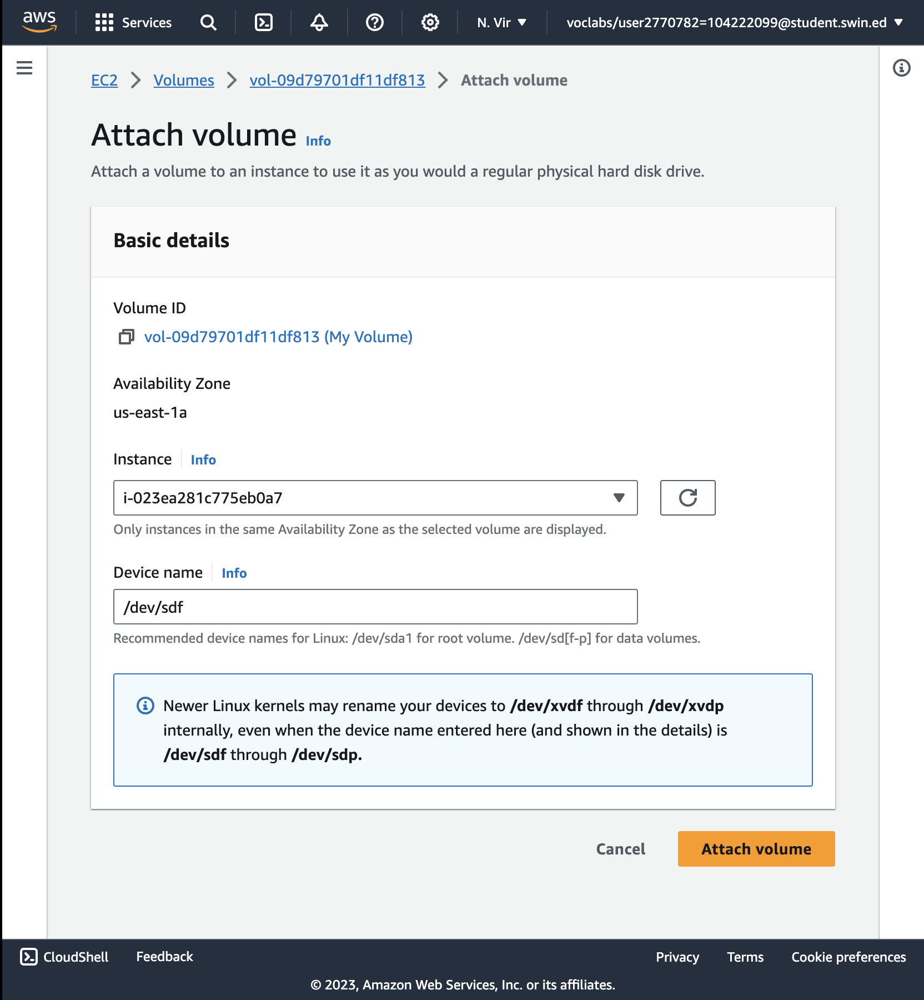 aws Services N. Vir voclabs/user2770782=104222099@student.swin.ed
EC2 Volumes vol-09d79701df11df813 Attach volume
Attach volume Info
Attach a volume to an instance to use it as you would a regular physical hard disk drive.
Basic details
Volume ID
vol-09d79701df11df813 (My Volume)
Availability Zone
us-east-1a
Instance Info
i-023ea281c775eb0a7
Only instances in the same Availability Zone as the selected volume are displayed.
Device name Info
/dev/sdf
Recommended device names for Linux: /dev/sda1 for root volume. /dev/sd[f-p] for data volumes.
Newer Linux kernels may rename your devices to /dev/xvdf through /dev/xvdp
internally, even when the device name entered here (and shown in the details) is
/dev/sdf through /dev/sdp.
Cancel Attach volume
CloudShell Feedback Privacy Terms Cookie preferences
© 2023, Amazon Web Services, Inc. or its affiliates.